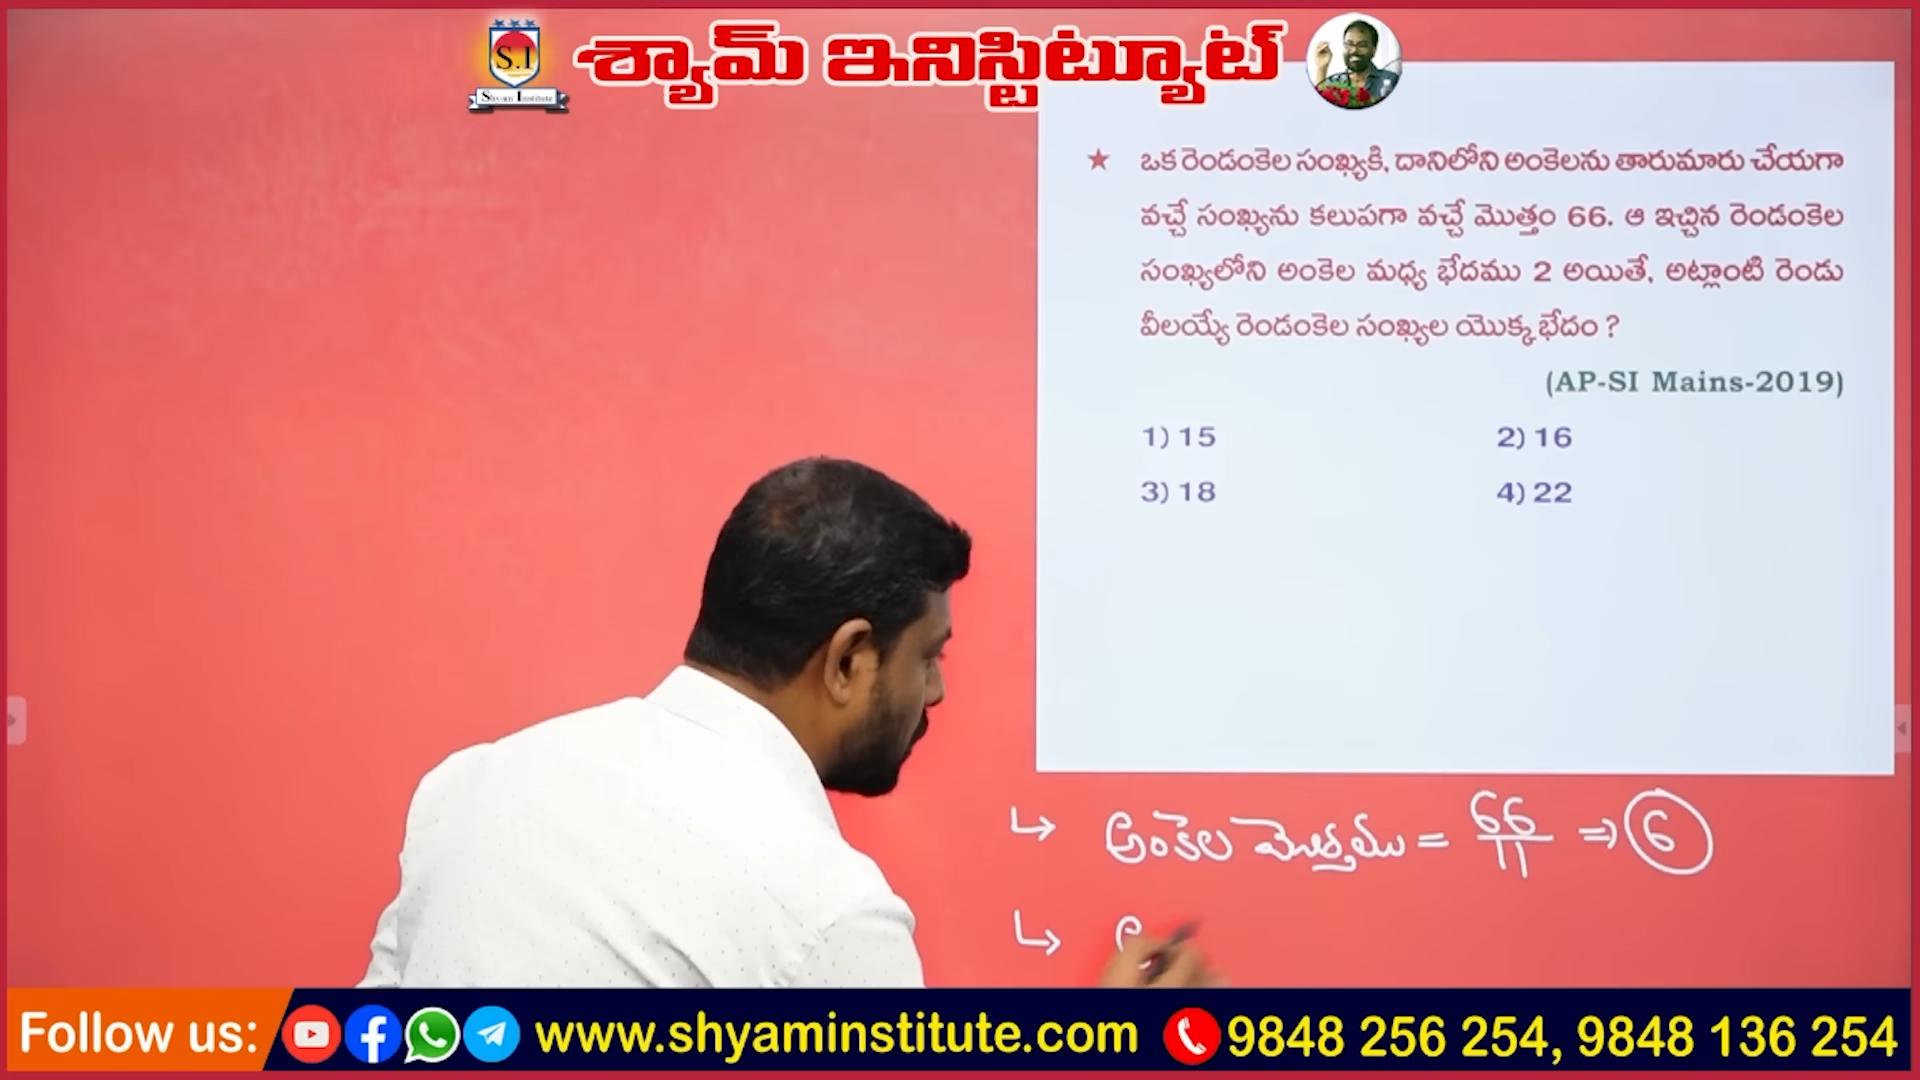 S.I
Shyam Institute
శ్యామ్ ఇనిస్టిట్యూట్
★ ఒక రెండంకెల సంఖ్యకి, దానిలోని అంకెలను తారుమారు చేయగా
వచ్చే సంఖ్యను కలుపగా వచ్చే మొత్తం 66. ఆ ఇచ్చిన రెండంకెల
సంఖ్యలోని అంకెల మధ్య భేదము 2 అయితే, అట్లాంటి రెండు
వీలయ్యే రెండంకెల సంఖ్యల యొక్క భేదం ?
(AP-SI Mains-2019)
1) 15 2) 16
3) 18 4) 22
↳ అంకెల మొత్తము = 66/11 ⇒ 6
↳
Follow us: www.shyaminstitute.com 9848 256 254, 9848 136 254